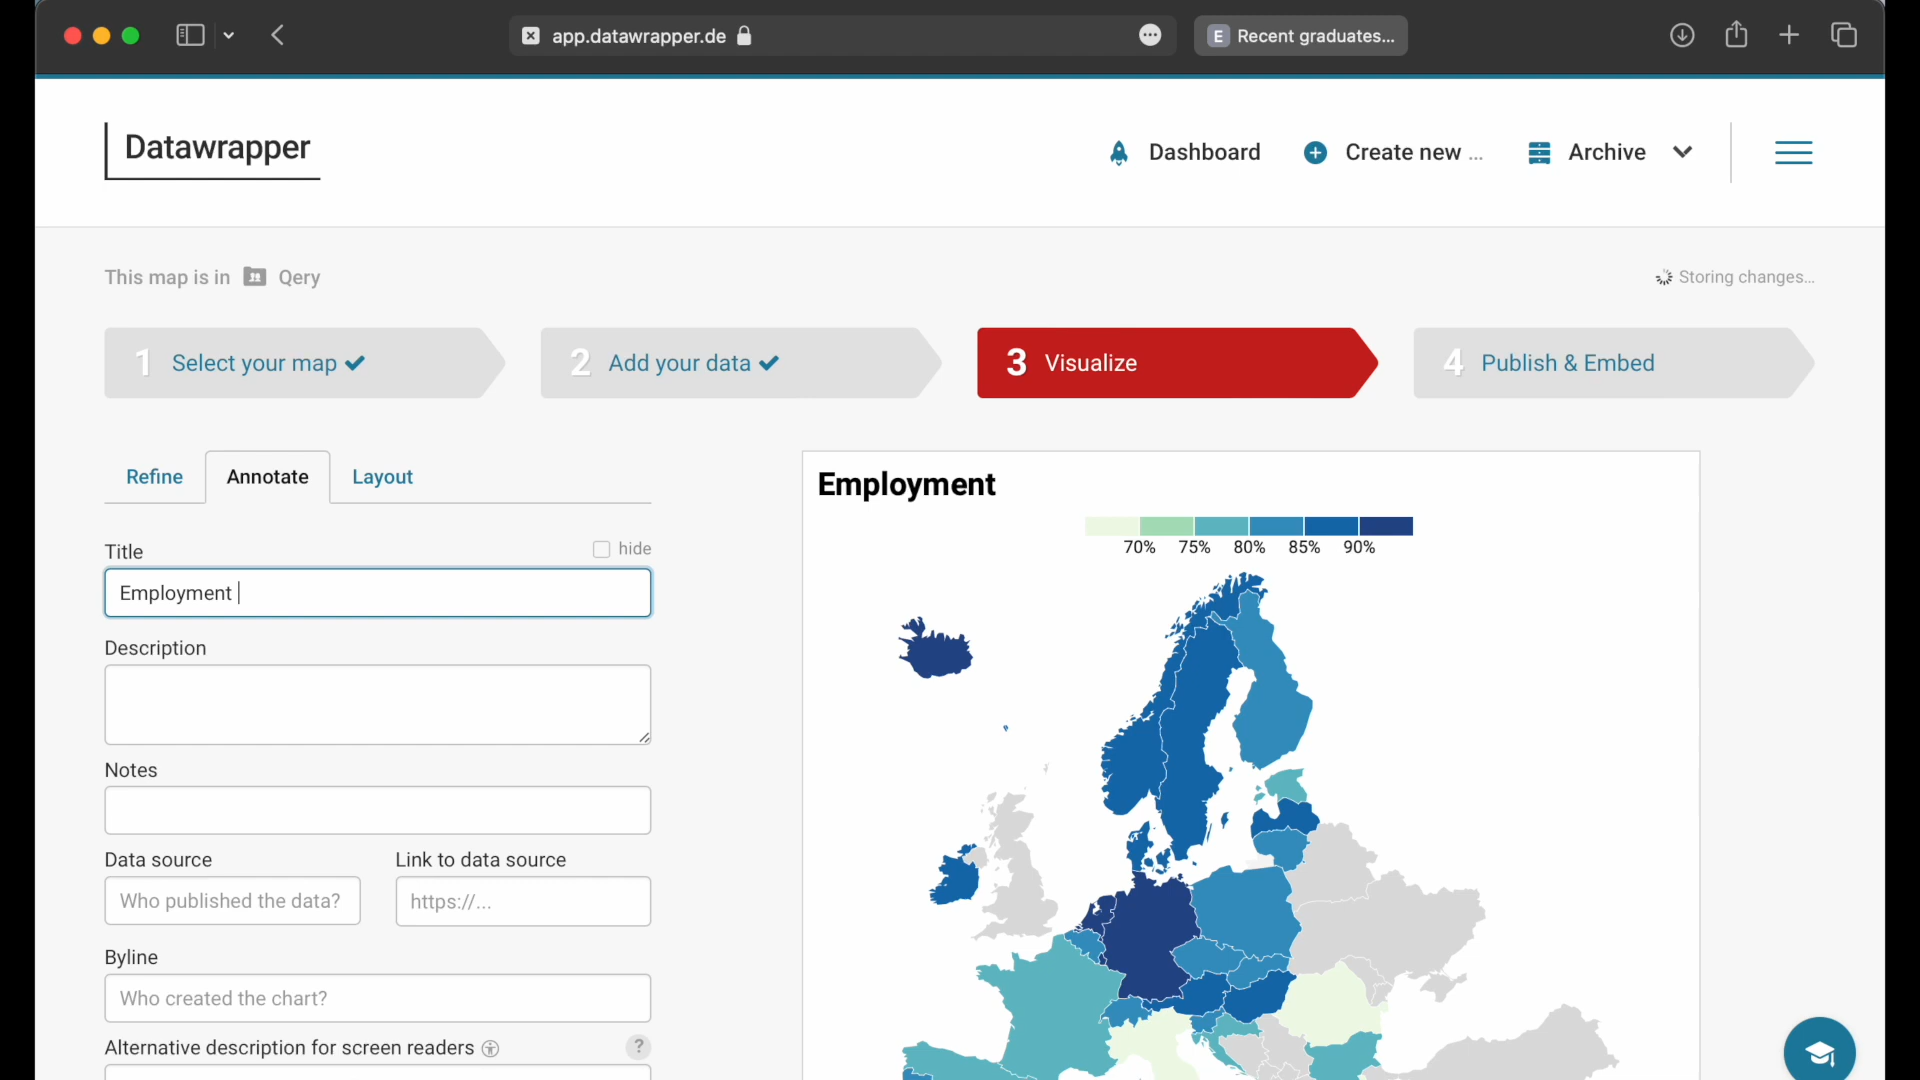 app.datawrapper.de
E Recent graduates...
Datawrapper
Dashboard
Create new ...
Archive
This map is in Qery
Storing changes...
1 Select your map
2 Add your data
3 Visualize
4 Publish & Embed
Refine
Annotate
Layout
Title
hide
Employment
Description
Notes
Data source
Link to data source
Who published the data?
https://...
Byline
Who created the chart?
Alternative description for screen readers
?
Employment
70% 75% 80% 85% 90%